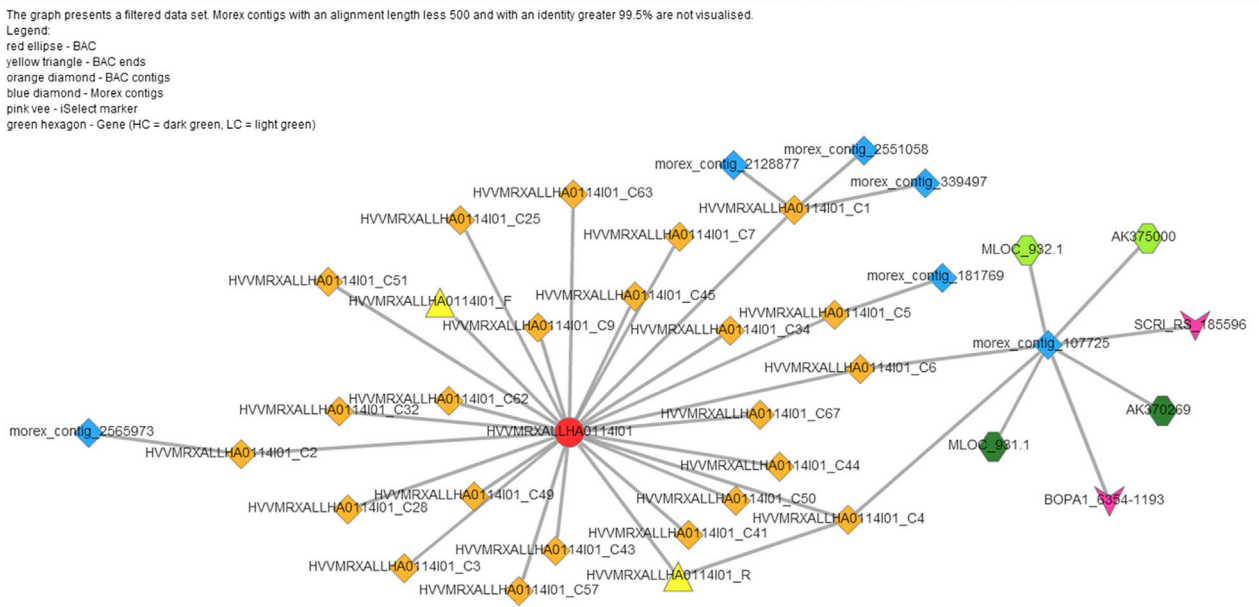 The graph presents a filtered data set. Morex contigs with an alignment length less 500 and with an identity greater 99.5% are not visualised.
Legend:
red ellipse - BAC
yellow triangle - BAC ends
orange diamond - BAC contigs
blue diamond - Morex contigs
pink vee - iSelect marker
green hexagon - Gene (HC = dark green, LC = light green)
morex_contig_2551058
morex_contig_2128877
morex_contig_339497
HVVMRXALLHA0114I01_C63
HVVMRXALLHA0114I01_C1
HVVMRXALLHA0114I01_C25
HVVMRXALLHA0114I01_C7
AK375000
MLOC_932.1
morex_contig_181769
HVVMRXALLHA0114I01_C51
HVVMRXALLHA0114I01_F
HVVMRXALLHA0114I01_C45
HVVMRXALLHA0114I01_C5
HVVMRXALLHA0114I01_C9
HVVMRXALLHA0114I01_C34
SCRI_RS_185596
morex_contig_107725
HVVMRXALLHA0114I01_C6
HVVMRXALLHA0114I01_C62
HVVMRXALLHA0114I01_C32
HVVMRXALLHA0114I01_C67
AK370269
morex_contig_2565973
HVVMRXALLHA0114I01
MLOC_931.1
HVVMRXALLHA0114I01_C2
HVVMRXALLHA0114I01_C44
HVVMRXALLHA0114I01_C49
HVVMRXALLHA0114I01_C50
BOPA1_6354-1193
HVVMRXALLHA0114I01_C28
HVVMRXALLHA0114I01_C4
HVVMRXALLHA0114I01_C41
HVVMRXALLHA0114I01_C43
HVVMRXALLHA0114I01_C3
HVVMRXALLHA0114I01_R
HVVMRXALLHA0114I01_C57